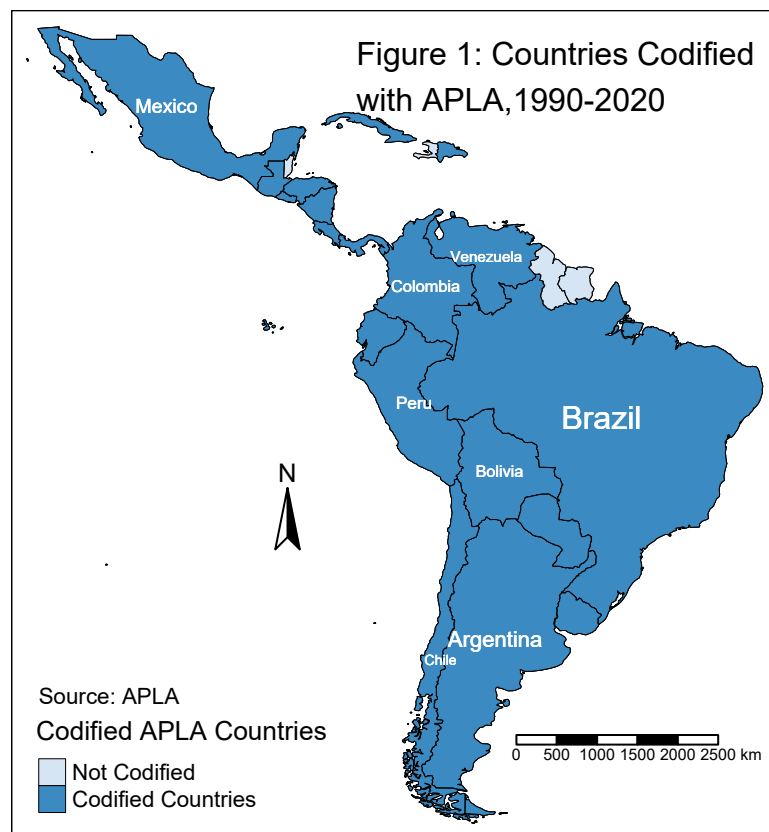 Figure 1: Countries Codified
with APLA,1990-2020
Mexico
Venezuela
Colombia
Peru
Brazil
Bolivia
N
Argentina
Chile
Source: APLA
Codified APLA Countries
Not Codified
Codified Countries
0 500 1000 1500 2000 2500 km